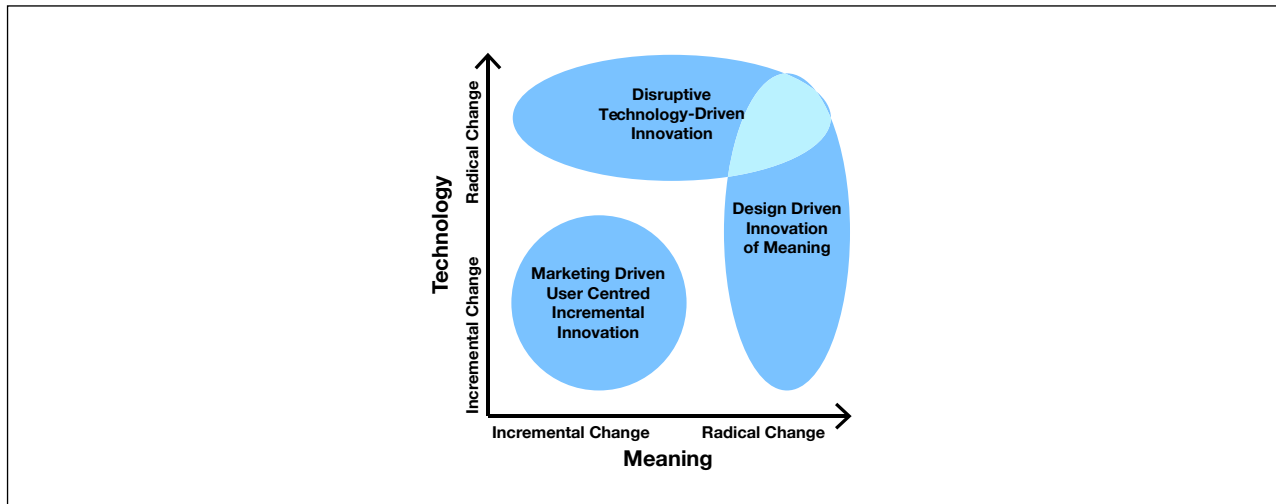 Disruptive
Technology-Driven
Innovation
Design Driven
Innovation
of Meaning
Marketing Driven
User Centred
Incremental
Innovation
Technology
Radical Change
Incremental Change
Incremental Change
Radical Change
Meaning